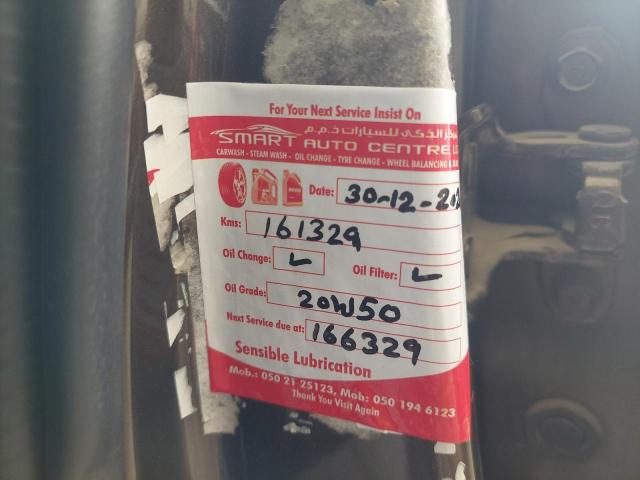 For Your Next Service Insist On
الذكي للسيارات ذ.م.م
SMART AUTO CENTRE
CARWASH - STEAM WASH - OIL CHANGE - TYRE CHANGE - WHEEL BALANCING &
Date: 30-12-
Kms: 161329
Oil Change: ✓ Oil Filter: ✓
Oil Grade: 20W50
Next Service due at: 166329
Sensible Lubrication
Mob.: 050 21 25123, Mob: 050 194 6123
Thank You Visit Again